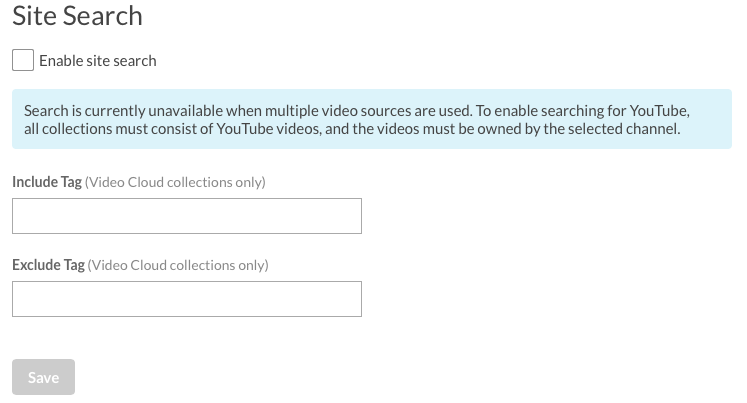 Site Search
Enable site search
Search is currently unavailable when multiple video sources are used. To enable searching for YouTube,
all collections must consist of YouTube videos, and the videos must be owned by the selected channel.
Include Tag (Video Cloud collections only)
Exclude Tag (Video Cloud collections only)
Save